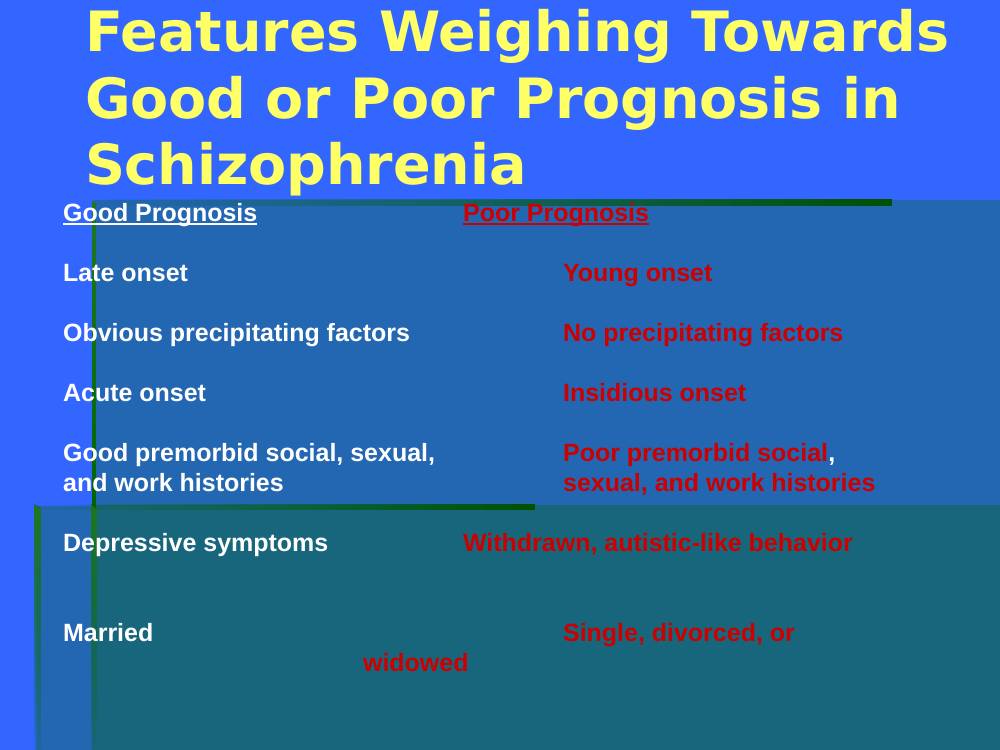 Features Weighing Towards
Good or Poor Prognosis in
Schizophrenia
Good Prognosis Poor Prognosis
Late onset Young onset
Obvious precipitating factors No precipitating factors
Acute onset Insidious onset
Good premorbid social, sexual, Poor premorbid social,
and work histories sexual, and work histories
Depressive symptoms Withdrawn, autistic-like behavior
Married Single, divorced, or
widowed